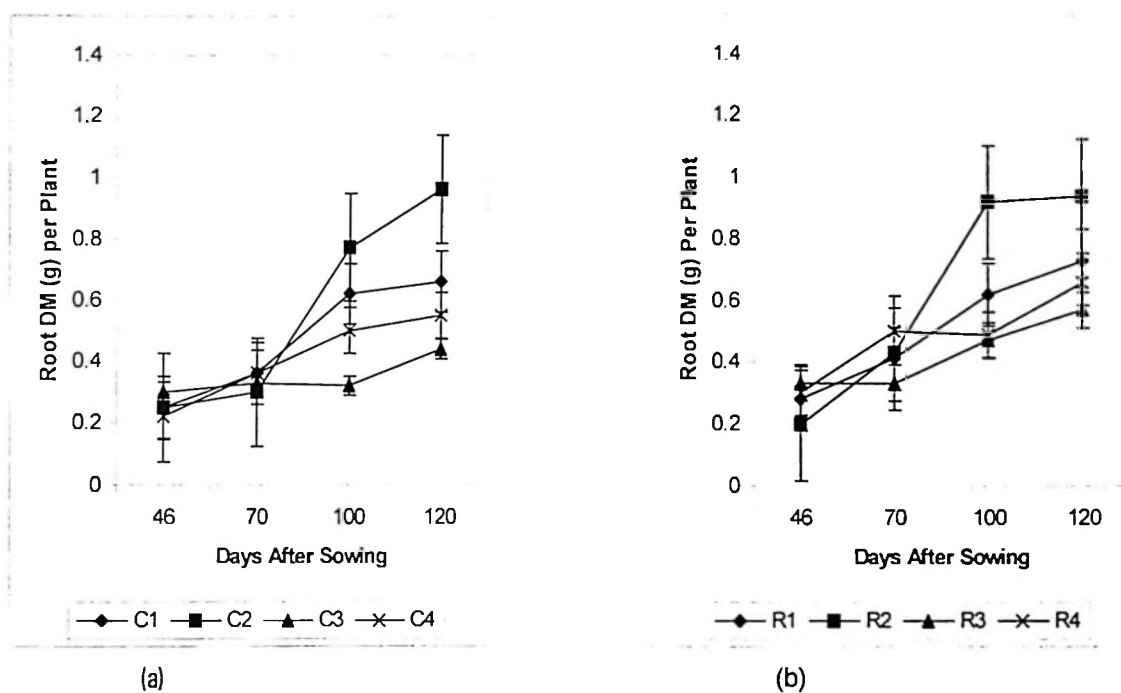 1.4
1.2
1
0.8
0.6
0.4
0.2
0
Root DM (g) per Plant
46 70 100 120
Days After Sowing
C1 C2 C3 C4
(a)
1.4
1.2
1
0.8
0.6
0.4
0.2
0
Root DM (g) Per Plant
46 70 100 120
Days After Sowing
R1 R2 R3 R4
(b)